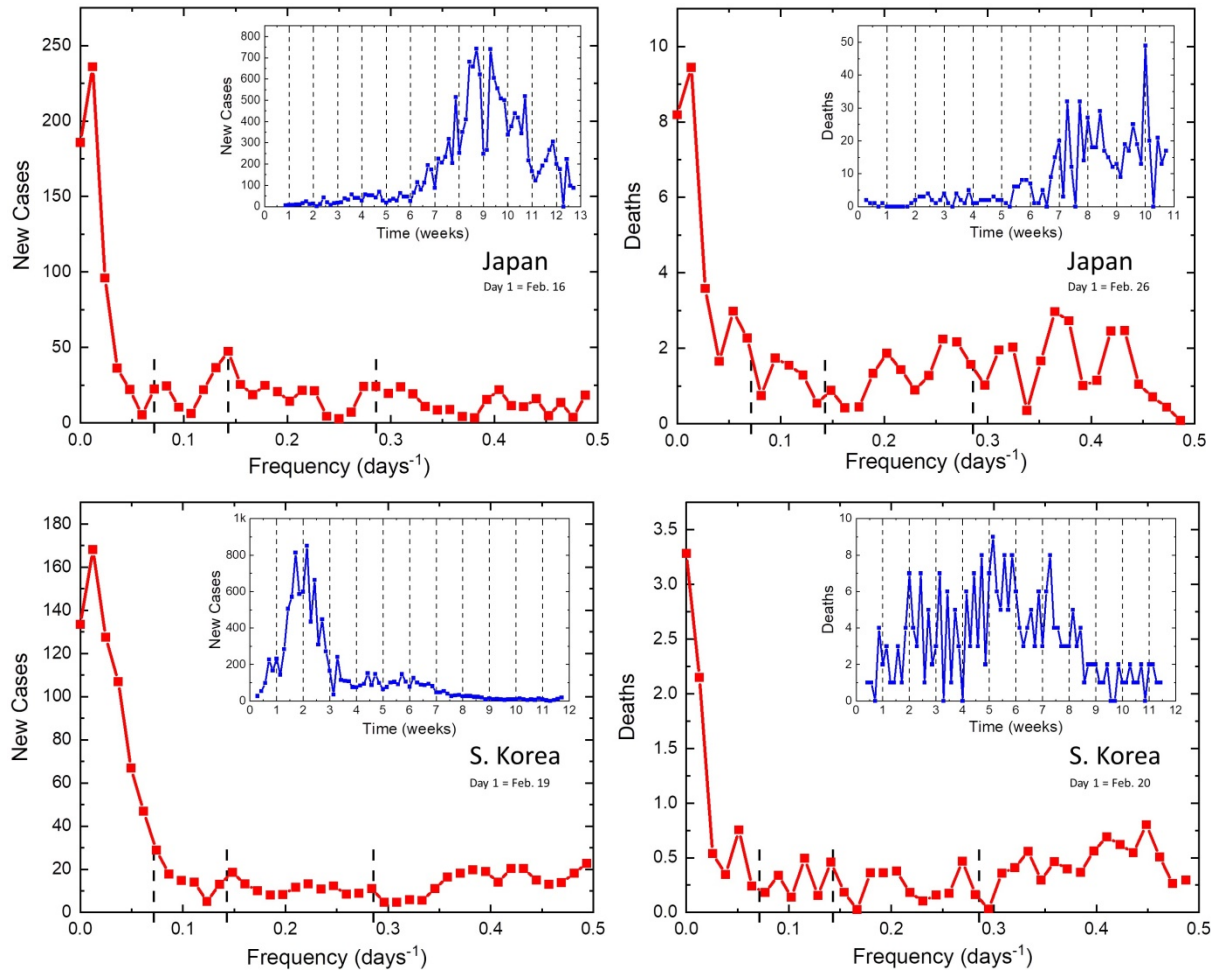 250
200
150
100
50
0
New Cases
0.0 0.1 0.2 0.3 0.4 0.5
Frequency (days⁻¹)
800
700
600
500
400
300
200
100
0
New Cases
0 1 2 3 4 5 6 7 8 9 10 11 12 13
Time (weeks)
Japan
Day 1 = Feb. 16
10
8
6
4
2
0
Deaths
0.0 0.1 0.2 0.3 0.4 0.5
Frequency (days⁻¹)
50
40
30
20
10
0
Deaths
0 1 2 3 4 5 6 7 8 9 10 11
Time (weeks)
Japan
Day 1 = Feb. 26
180
160
140
120
100
80
60
40
20
0
New Cases
0.0 0.1 0.2 0.3 0.4 0.5
Frequency (days⁻¹)
1k
800
600
400
200
0
New Cases
0 1 2 3 4 5 6 7 8 9 10 11 12
Time (weeks)
S. Korea
Day 1 = Feb. 19
3.5
3.0
2.5
2.0
1.5
1.0
0.5
0.0
Deaths
0.0 0.1 0.2 0.3 0.4 0.5
Frequency (days⁻¹)
10
8
6
4
2
0
Deaths
0 1 2 3 4 5 6 7 8 9 10 11 12
Time (weeks)
S. Korea
Day 1 = Feb. 20